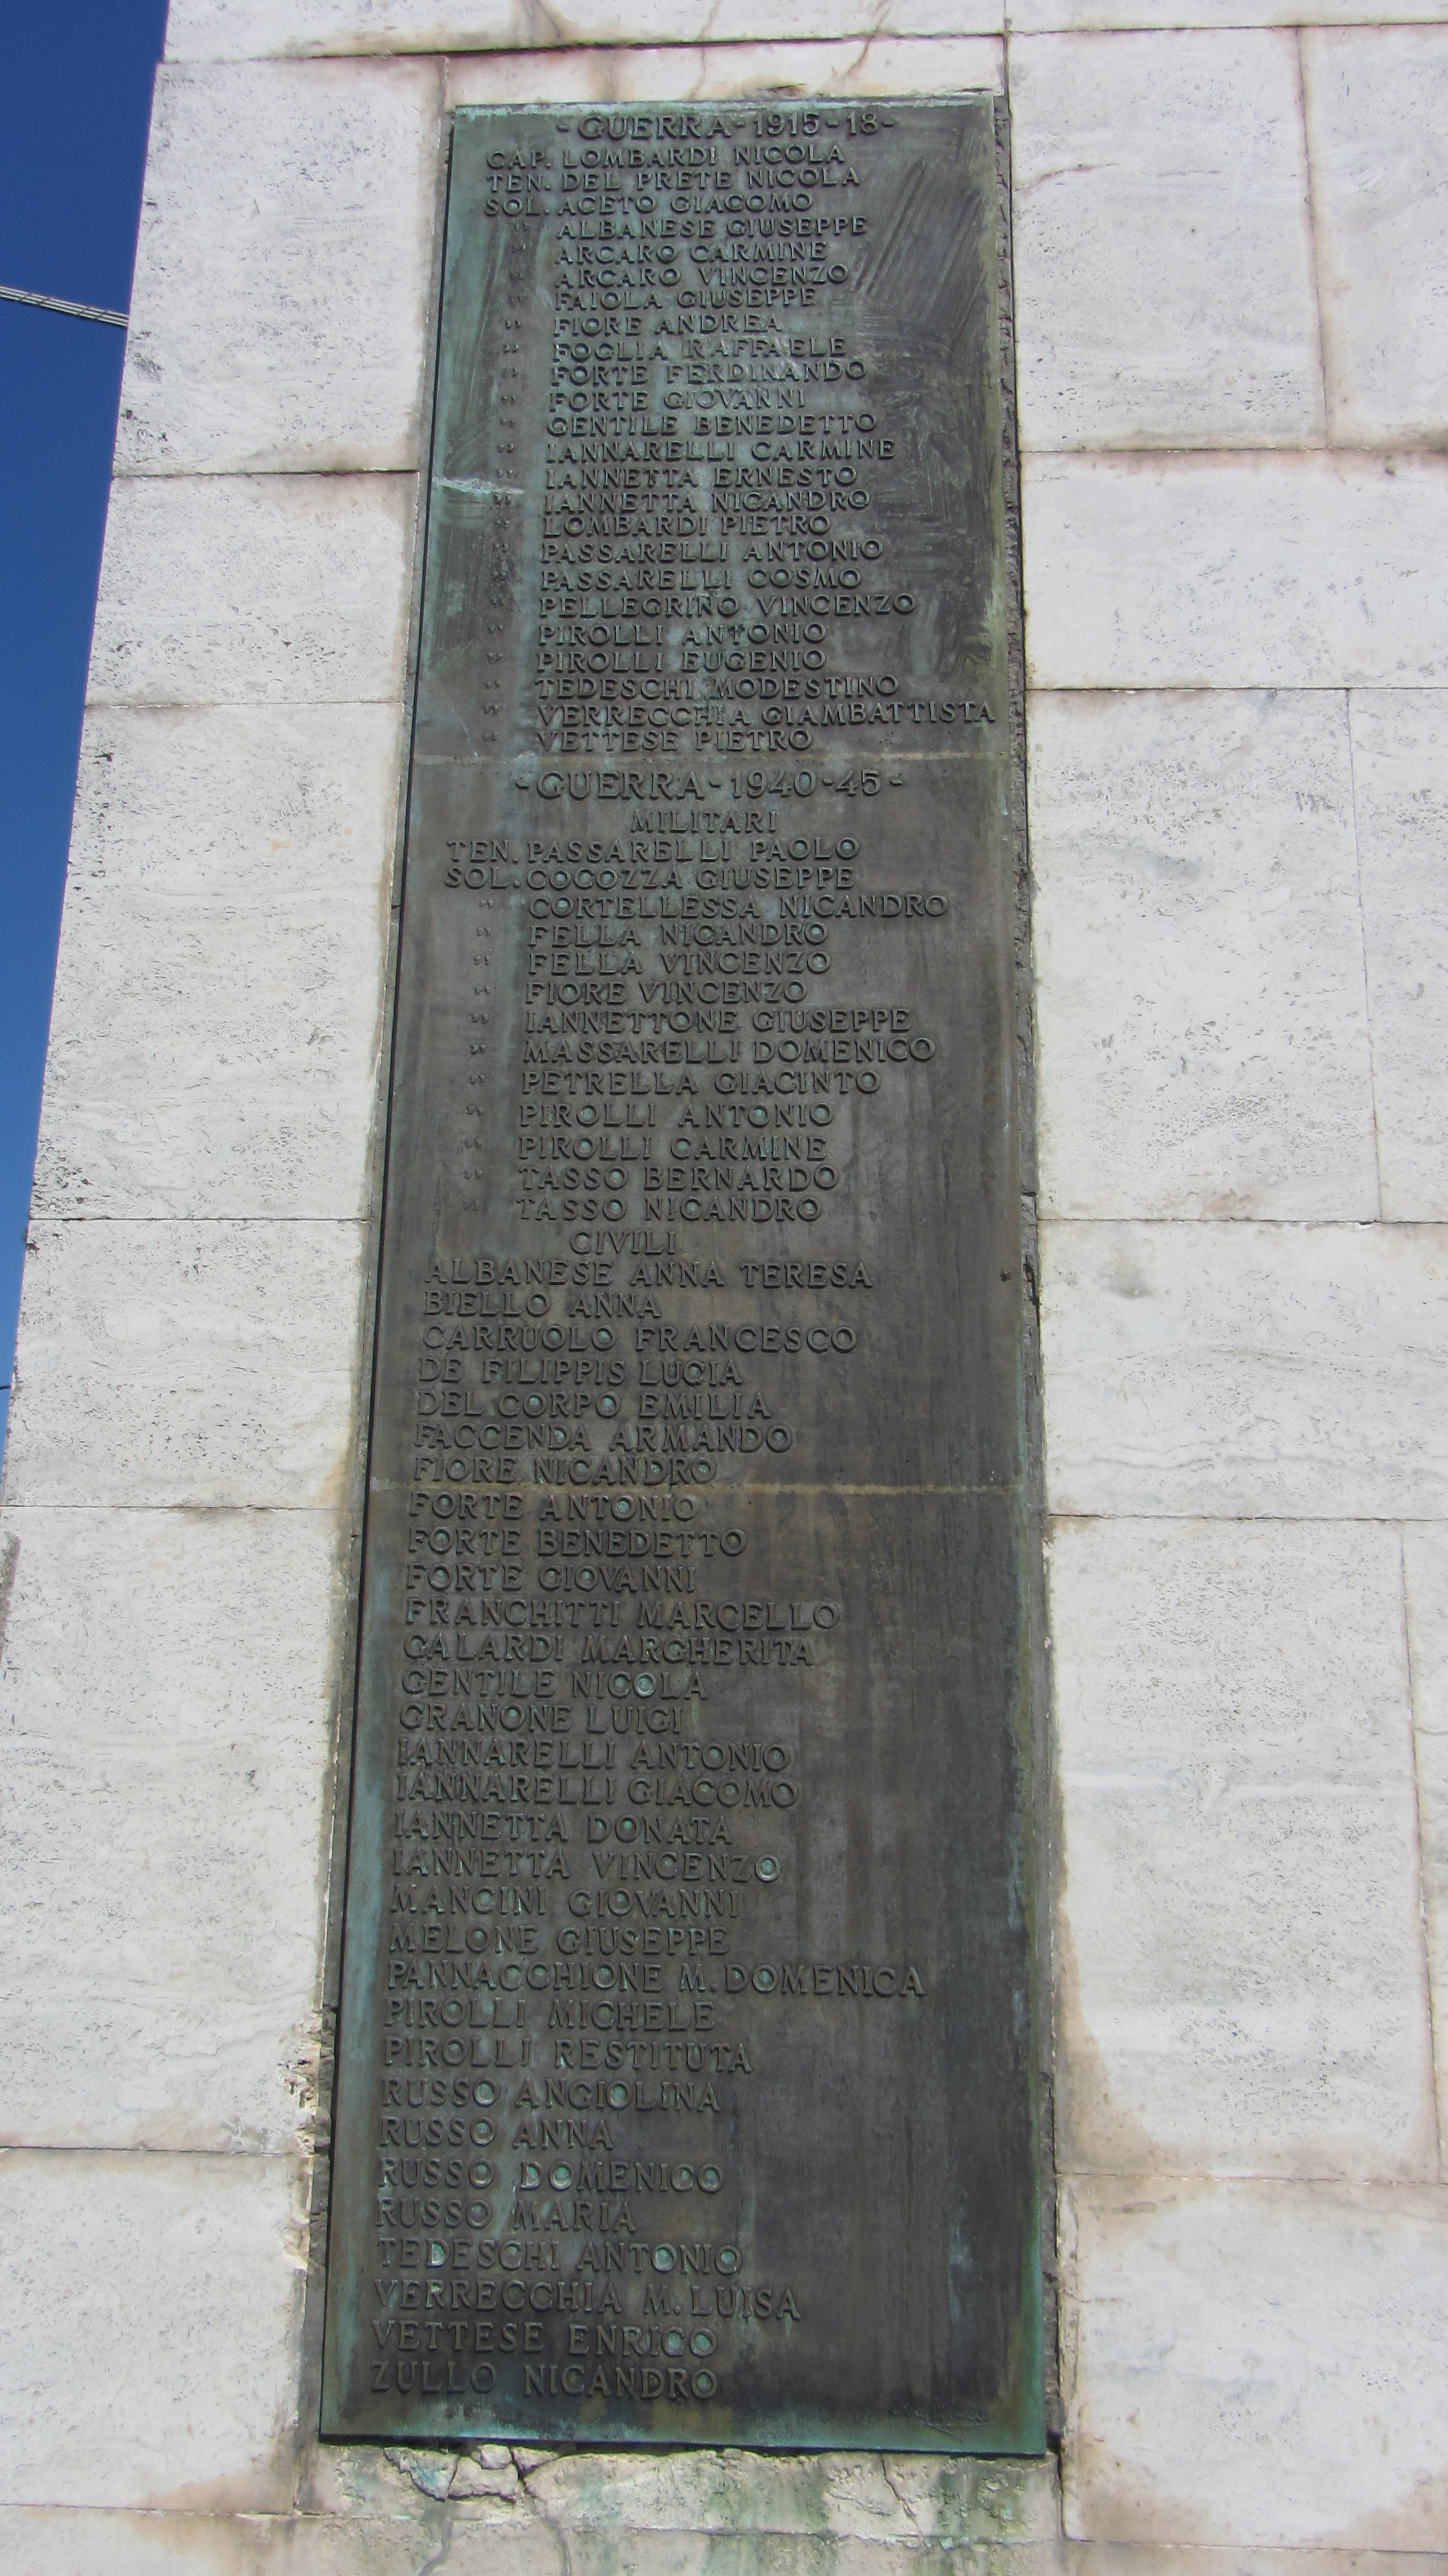 -GUERRA-1915-18-
CAP. LOMBARDI NICOLA
TEN. DEL PRETE NICOLA
SOL. ACETO GIACOMO
" ALBANESE GIUSEPPE
" ARCARO CARMINE
" ARCARO VINCENZO
" FAIOLA GIUSEPPE
" FIORE ANDREA
" FOGLIA RAFFAELE
" FORTE FERDINANDO
" FORTE GIOVANNI
" GENTILE BENEDETTO
" IANNARELLI CARMINE
" IANNETTA ERNESTO
" IANNETTA NICANDRO
" LOMBARDI PIETRO
" PASSARELLI ANTONIO
" PASSARELLI COSMO
" PELLEGRINO VINCENZO
" PIROLLI ANTONIO
" PIROLLI EUGENIO
" TEDESCHI MODESTINO
" VERRECCHIA GIAMBATTISTA
" VETTESE PIETRO
-GUERRA-1940-45-
MILITARI
TEN. PASSARELLI PAOLO
SOL. COCOZZA GIUSEPPE
" CORTELLESSA NICANDRO
" FELLA NICANDRO
" FELLA VINCENZO
" FIORE VINCENZO
" IANNETTONE GIUSEPPE
" MASSARELLI DOMENICO
" PETRELLA GIACINTO
" PIROLLI ANTONIO
" PIROLLI CARMINE
" TASSO BERNARDO
" TASSO NICANDRO
CIVILI
ALBANESE ANNA TERESA
BIELLO ANNA
CARRUOLO FRANCESCO
DE FILIPPIS LUCIA
DEL CORPO EMILIA
FACCENDA ARMANDO
FIORE NICANDRO
FORTE ANTONIO
FORTE BENEDETTO
FORTE GIOVANNI
FRANCHITTI MARCELLO
GALARDI MARGHERITA
GENTILE NICOLA
GRANONE LUIGI
IANNARELLI ANTONIO
IANNARELLI GIACOMO
IANNETTA DONATA
IANNETTA VINCENZO
MANCINI GIOVANNI
MELONE GIUSEPPE
PANNACCHIONE M. DOMENICA
PIROLLI MICHELE
PIROLLI RESTITUTA
RUSSO ANGIOLINA
RUSSO ANNA
RUSSO DOMENICO
RUSSO MARIA
TEDESCHI ANTONIO
VERRECCHIA M. LUISA
VETTESE ENRICO
ZULLO NICANDRO